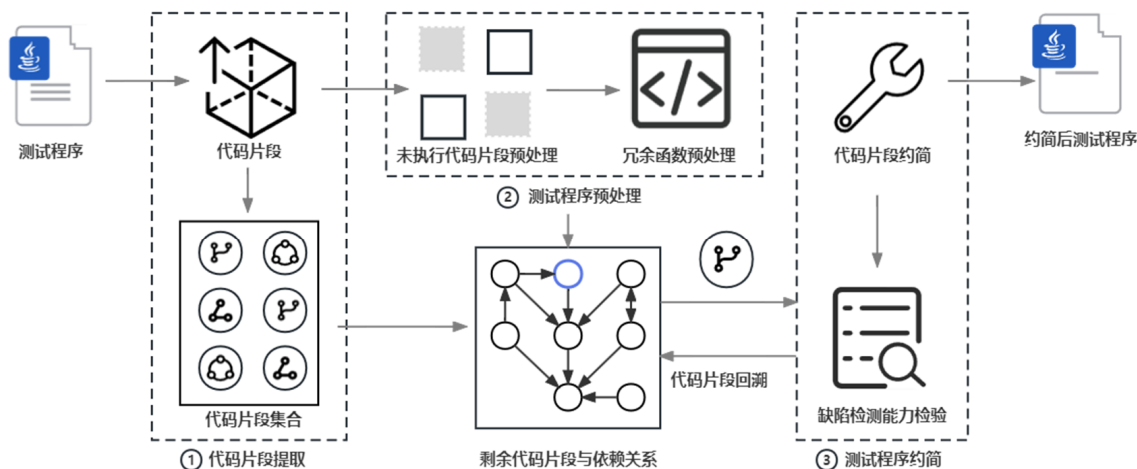 测试程序
代码片段
代码片段集合
① 代码片段提取
未执行代码片段预处理
冗余函数预处理
② 测试程序预处理
剩余代码片段与依赖关系
代码片段回溯
代码片段约简
缺陷检测能力检验
③ 测试程序约简
约简后测试程序